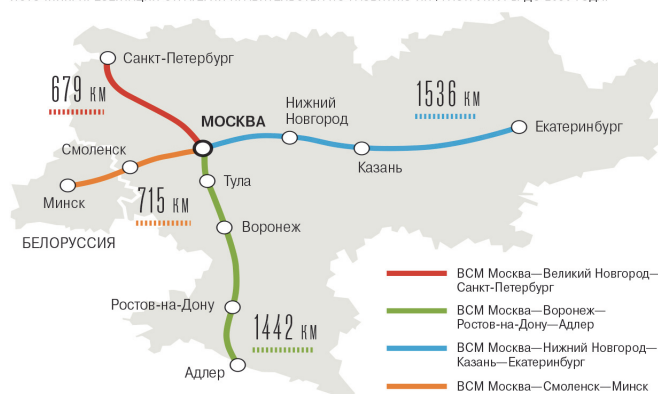 Санкт-Петербург
679 КМ
МОСКВА
Нижний
Новгород
1536 КМ
Екатеринбург
Казань
Смоленск
Минск
715 КМ
Тула
БЕЛОРУССИЯ
Воронеж
Ростов-на-Дону
1442 КМ
Адлер
ВСМ Москва—Великий Новгород—
Санкт-Петербург
ВСМ Москва—Воронеж—
Ростов-на-Дону—Адлер
ВСМ Москва—Нижний Новгород—
Казань—Екатеринбург
ВСМ Москва—Смоленск—Минск